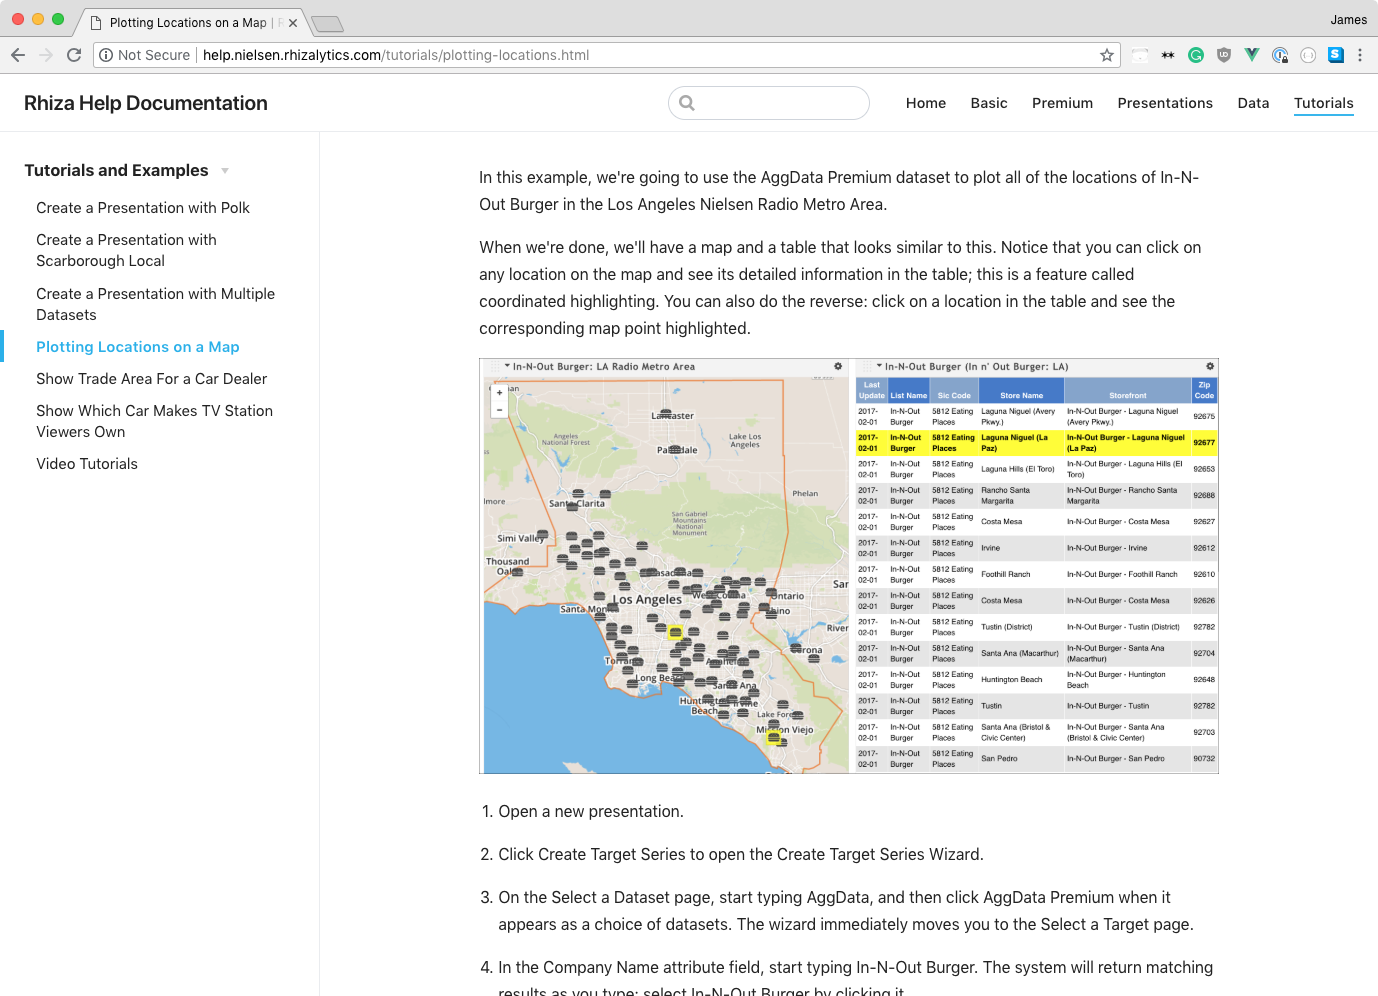 Plotting Locations on a Map | R
James
Not Secure
help.nielsen.rhizalytics.com/tutorials/plotting-locations.html
Rhiza Help Documentation
Home
Basic
Premium
Presentations
Data
Tutorials
Tutorials and Examples
Create a Presentation with Polk
Create a Presentation with
Scarborough Local
Create a Presentation with Multiple
Datasets
Plotting Locations on a Map
Show Trade Area For a Car Dealer
Show Which Car Makes TV Station
Viewers Own
Video Tutorials
In this example, we're going to use the AggData Premium dataset to plot all of the locations of In-N-
Out Burger in the Los Angeles Nielsen Radio Metro Area.
When we're done, we'll have a map and a table that looks similar to this. Notice that you can click on
any location on the map and see its detailed information in the table; this is a feature called
coordinated highlighting. You can also do the reverse: click on a location in the table and see the
corresponding map point highlighted.
In-N-Out Burger: LA Radio Metro Area
+
−
Lancaster
Angeles
National Forest
Lake Los
Angeles
Palmdale
Phelan
Santa Clarita
San Gabriel
Mountains
National
Monument
Simi Valley
Thousand
Oaks
Pasadena
West Covina
Ontario
Los Angeles
Santa Moni
Chino
River
Torrance
Anaheim
Corona
Long Beach
Santa Ana
Huntington
Beach
Irvine
Lake Forest
Mission Viejo
In-N-Out Burger (In n' Out Burger: LA)
Last Update List Name Sic Code Store Name Storefront Zip Code
2017-02-01 In-N-Out Burger 5812 Eating Places Laguna Niguel (Avery Pkwy.) In-N-Out Burger - Laguna Niguel (Avery Pkwy.) 92675
2017-02-01 In-N-Out Burger 5812 Eating Places Laguna Niguel (La Paz) In-N-Out Burger - Laguna Niguel (La Paz) 92677
2017-02-01 In-N-Out Burger 5812 Eating Places Laguna Hills (El Toro) In-N-Out Burger - Laguna Hills (El Toro) 92653
2017-02-01 In-N-Out Burger 5812 Eating Places Rancho Santa Margarita In-N-Out Burger - Rancho Santa Margarita 92688
2017-02-01 In-N-Out Burger 5812 Eating Places Costa Mesa In-N-Out Burger - Costa Mesa 92627
2017-02-01 In-N-Out Burger 5812 Eating Places Irvine In-N-Out Burger - Irvine 92612
2017-02-01 In-N-Out Burger 5812 Eating Places Foothill Ranch In-N-Out Burger - Foothill Ranch 92610
2017-02-01 In-N-Out Burger 5812 Eating Places Costa Mesa In-N-Out Burger - Costa Mesa 92626
2017-02-01 In-N-Out Burger 5812 Eating Places Tustin (District) In-N-Out Burger - Tustin (District) 92782
2017-02-01 In-N-Out Burger 5812 Eating Places Santa Ana (Macarthur) In-N-Out Burger - Santa Ana (Macarthur) 92704
2017-02-01 In-N-Out Burger 5812 Eating Places Huntington Beach In-N-Out Burger - Huntington Beach 92648
2017-02-01 In-N-Out Burger 5812 Eating Places Tustin In-N-Out Burger - Tustin 92782
2017-02-01 In-N-Out Burger 5812 Eating Places Santa Ana (Bristol & Civic Center) In-N-Out Burger - Santa Ana (Bristol & Civic Center) 92703
2017-02-01 In-N-Out Burger 5812 Eating Places San Pedro In-N-Out Burger - San Pedro 90732
1. Open a new presentation.
2. Click Create Target Series to open the Create Target Series Wizard.
3. On the Select a Dataset page, start typing AggData, and then click AggData Premium when it
appears as a choice of datasets. The wizard immediately moves you to the Select a Target page.
4. In the Company Name attribute field, start typing In-N-Out Burger. The system will return matching
results as you type; select In-N-Out Burger by clicking it.